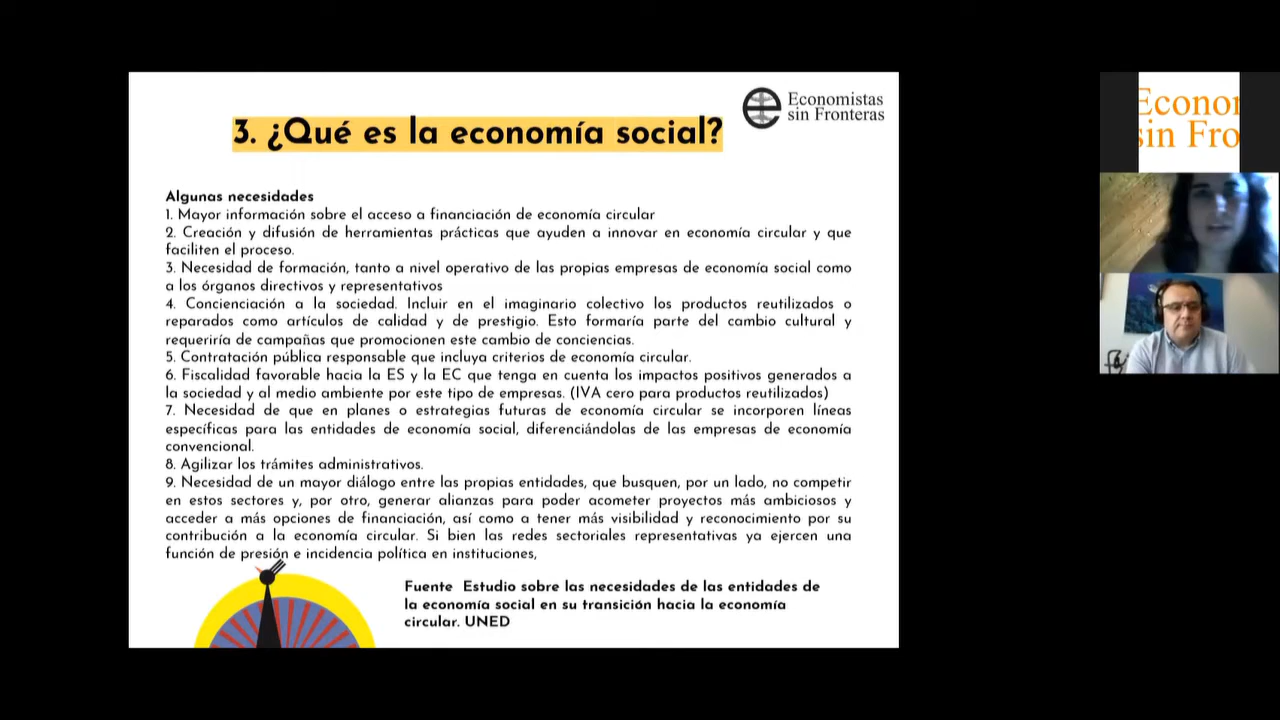 Economistas
sin Fronteras
3. ¿Qué es la economía social?
Algunas necesidades
1. Mayor información sobre el acceso a financiación de economía circular
2. Creación y difusión de herramientas prácticas que ayuden a innovar en economía circular y que
faciliten el proceso.
3. Necesidad de formación, tanto a nivel operativo de las propias empresas de economía social como
a los órganos directivos y representativos
4. Concienciación a la sociedad. Incluir en el imaginario colectivo los productos reutilizados o
reparados como artículos de calidad y de prestigio. Esto formaría parte del cambio cultural y
requeriría de campañas que promocionen este cambio de conciencias.
5. Contratación pública responsable que incluya criterios de economía circular.
6. Fiscalidad favorable hacia la ES y la EC que tenga en cuenta los impactos positivos generados a
la sociedad y al medio ambiente por este tipo de empresas. (IVA cero para productos reutilizados)
7. Necesidad de que en planes o estrategias futuras de economía circular se incorporen líneas
específicas para las entidades de economía social, diferenciándolas de las empresas de economía
convencional.
8. Agilizar los trámites administrativos.
9. Necesidad de un mayor diálogo entre las propias entidades, que busquen, por un lado, no competir
en estos sectores y, por otro, generar alianzas para poder acometer proyectos más ambiciosos y
acceder a más opciones de financiación, así como a tener más visibilidad y reconocimiento por su
contribución a la economía circular. Si bien las redes sectoriales representativas ya ejercen una
función de presión e incidencia política en instituciones,
Fuente Estudio sobre las necesidades de las entidades de
la economía social en su transición hacia la economía
circular. UNED
Econor
sin Fro